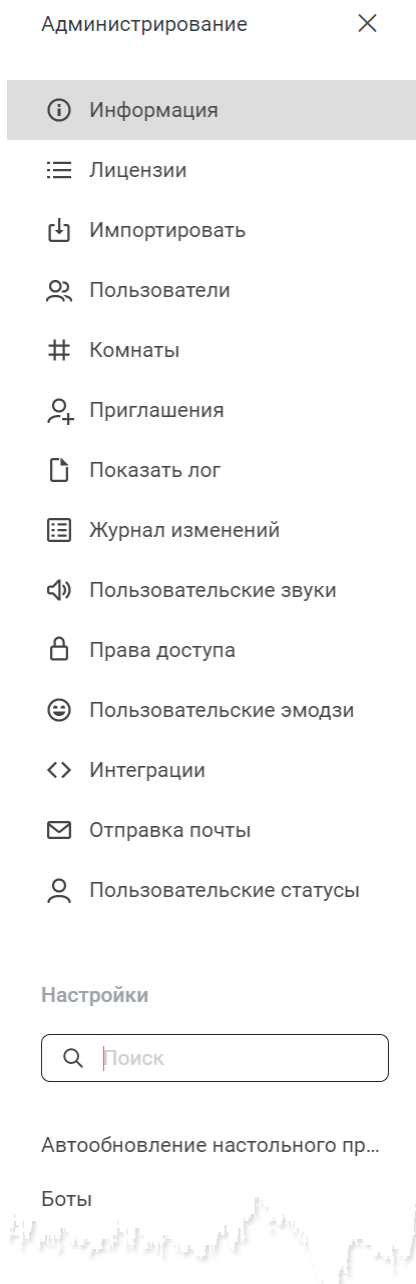 Администрирование
Информация
Лицензии
Импортировать
Пользователи
Комнаты
Приглашения
Показать лог
Журнал изменений
Пользовательские звуки
Права доступа
Пользовательские эмодзи
Интеграции
Отправка почты
Пользовательские статусы
Настройки
Поиск
Автообновление настольного пр...
Боты